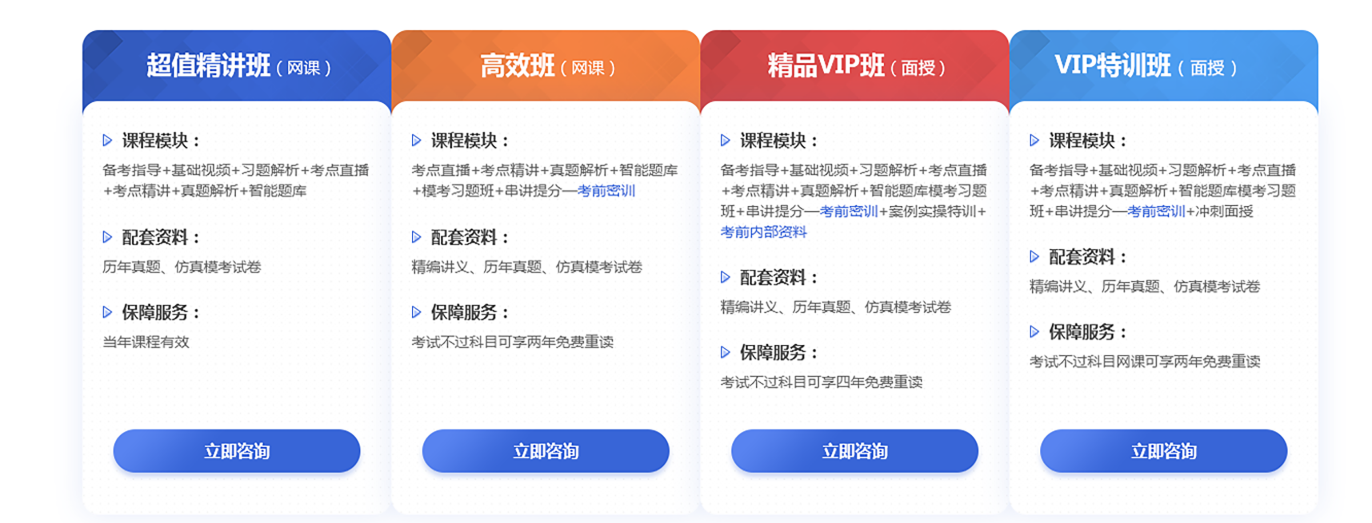 超值精讲班（网课）
课程模块：
备考指导+基础视频+习题解析+考点直播
+考点精讲+真题解析+智能题库
配套资料：
历年真题、仿真模考试卷
保障服务：
当年课程有效
立即咨询
高效班（网课）
课程模块：
考点直播+考点精讲+真题解析+智能题库
+模考习题班+串讲提分—考前密训
配套资料：
精编讲义、历年真题、仿真模考试卷
保障服务：
考试不过科目可享两年免费重读
立即咨询
精品VIP班（面授）
课程模块：
备考指导+基础视频+习题解析+考点直播
+考点精讲+真题解析+智能题库模考习题
班+串讲提分—考前密训+案例实操特训+
考前内部资料
配套资料：
精编讲义、历年真题、仿真模考试卷
保障服务：
考试不过科目可享四年免费重读
立即咨询
VIP特训班（面授）
课程模块：
备考指导+基础视频+习题解析+考点直播
+考点精讲+真题解析+智能题库模考习题
班+串讲提分—考前密训+冲刺面授
配套资料：
精编讲义、历年真题、仿真模考试卷
保障服务：
考试不过科目网课可享两年免费重读
立即咨询